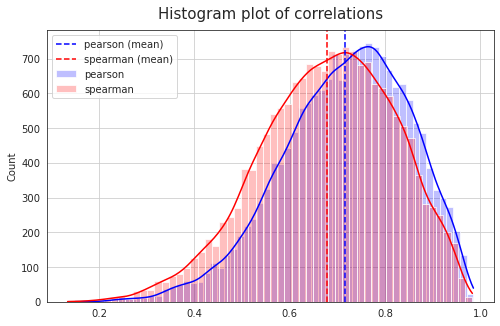 Histogram plot of correlations
pearson (mean)
spearman (mean)
pearson
spearman
Count
700
600
500
400
300
200
100
0
0.2
0.4
0.6
0.8
1.0